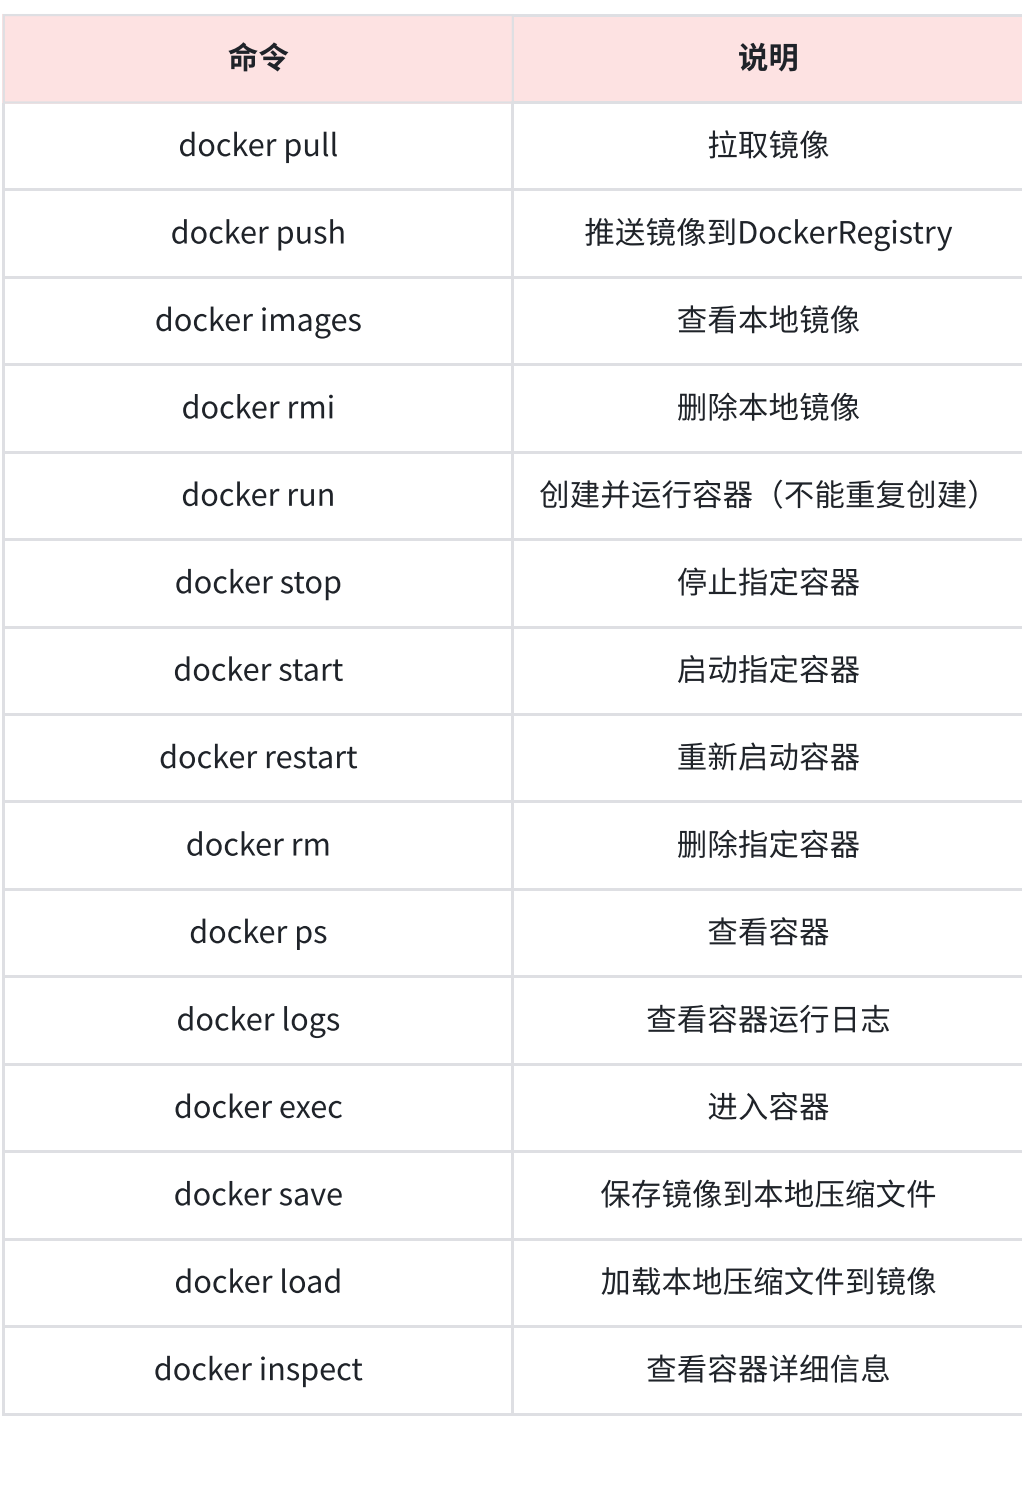 命令 说明
docker pull 拉取镜像
docker push 推送镜像到DockerRegistry
docker images 查看本地镜像
docker rmi 删除本地镜像
docker run 创建并运行容器（不能重复创建）
docker stop 停止指定容器
docker start 启动指定容器
docker restart 重新启动容器
docker rm 删除指定容器
docker ps 查看容器
docker logs 查看容器运行日志
docker exec 进入容器
docker save 保存镜像到本地压缩文件
docker load 加载本地压缩文件到镜像
docker inspect 查看容器详细信息